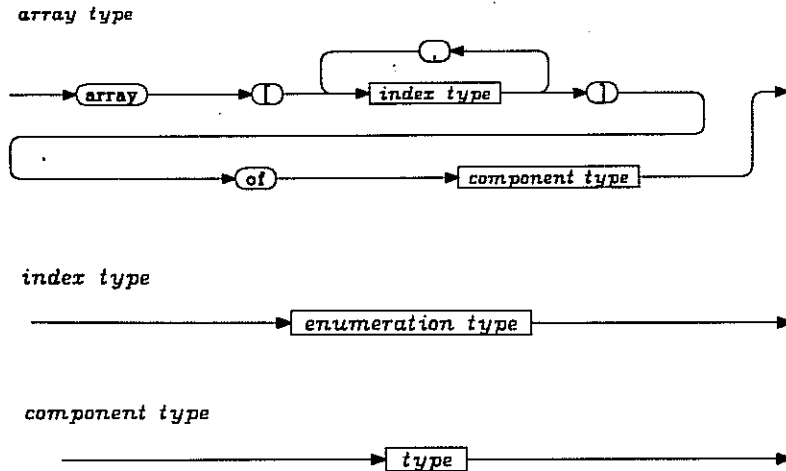 array type
,
array [ index type ]
of component type
index type
enumeration type
component type
type